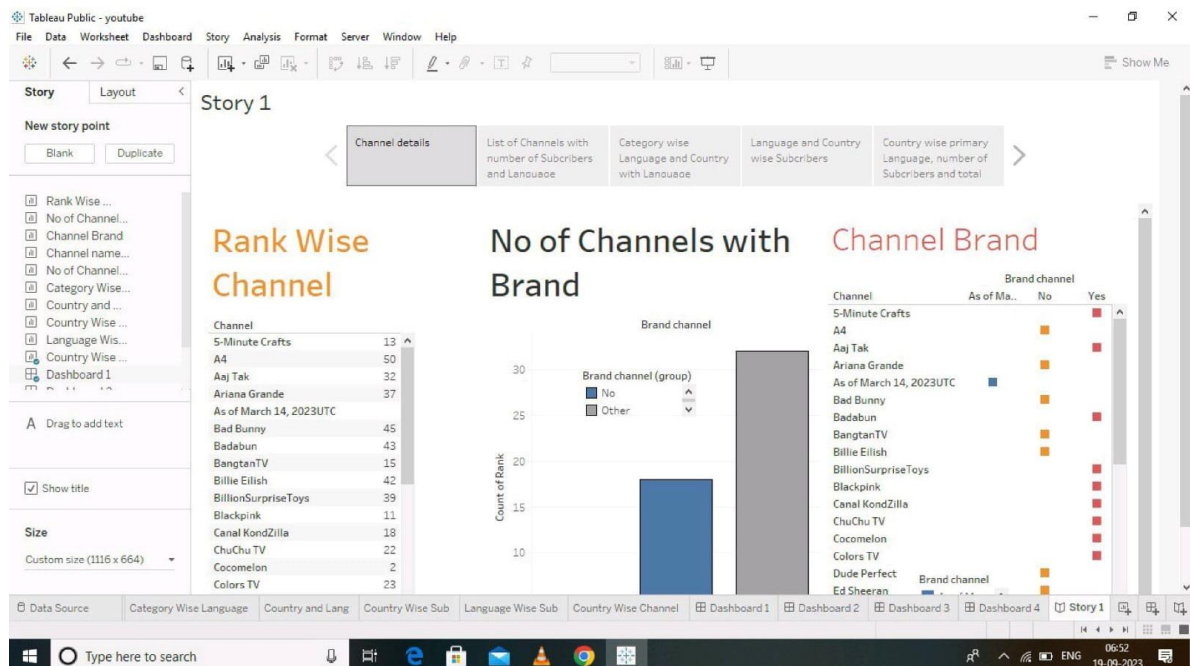 Tableau Public - youtube
File Data Worksheet Dashboard Story Analysis Format Server Window Help
Show Me
Story Layout
New story point
Blank Duplicate
Rank Wise ...
No of Channel...
Channel Brand
Channel name...
No of Channel...
Category Wise...
Country and ...
Country Wise ...
Language Wis...
Country Wise ...
Dashboard 1
A Drag to add text
Show title
Size
Custom size (1116 x 664)
Story 1
Channel details
List of Channels with
number of Subcribers
and Language
Category wise
Language and Country
with Language
Language and Country
wise Subcribers
Country wise primary
Language, number of
Subcribers and total
Rank Wise
Channel
Channel
5-Minute Crafts 13
A4 50
Aaj Tak 32
Ariana Grande 37
As of March 14, 2023UTC
Bad Bunny 45
Badabun 43
BangtanTV 15
Billie Eilish 42
BillionSurpriseToys 39
Blackpink 11
Canal KondZilla 18
ChuChu TV 22
Cocomelon 2
Colors TV 23
No of Channels with
Brand
Brand channel
Brand channel (group)
No
Other
Count of Rank
30
25
20
15
10
Channel Brand
Brand channel
Channel As of Ma.. No Yes
5-Minute Crafts
A4
Aaj Tak
Ariana Grande
As of March 14, 2023UTC
Bad Bunny
Badabun
BangtanTV
Billie Eilish
BillionSurpriseToys
Blackpink
Canal KondZilla
ChuChu TV
Cocomelon
Colors TV
Dude Perfect
Ed Sheeran
Brand channel
Data Source Category Wise Language Country and Lang Country Wise Sub Language Wise Sub Country Wise Channel Dashboard 1 Dashboard 2 Dashboard 3 Dashboard 4 Story 1
Type here to search
ENG
06:52
19-09-2023